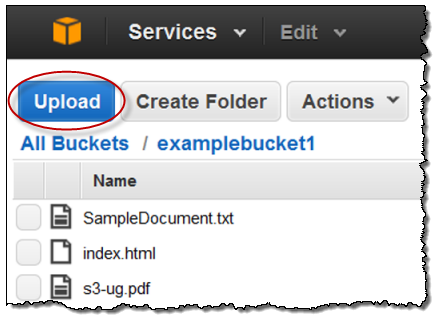 Services Edit
Upload Create Folder Actions
All Buckets / examplebucket1
Name
SampleDocument.txt
index.html
s3-ug.pdf